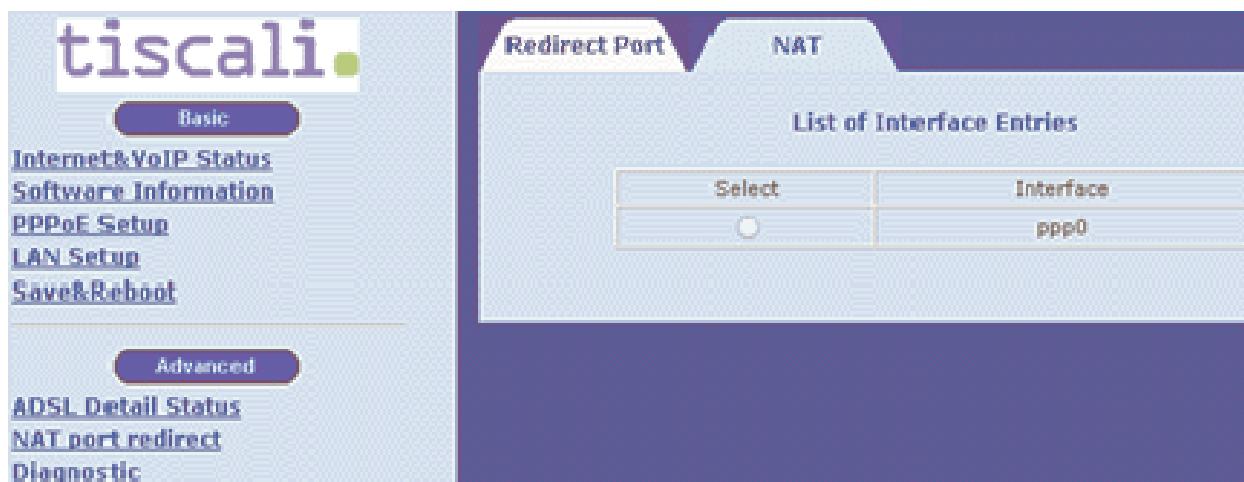 tiscali.
Basic
Internet&VoIP Status
Software Information
PPPoE Setup
LAN Setup
Save&Reboot
Advanced
ADSL Detail Status
NAT port redirect
Diagnostic
Redirect Port
NAT
List of Interface Entries
Select Interface
ppp0